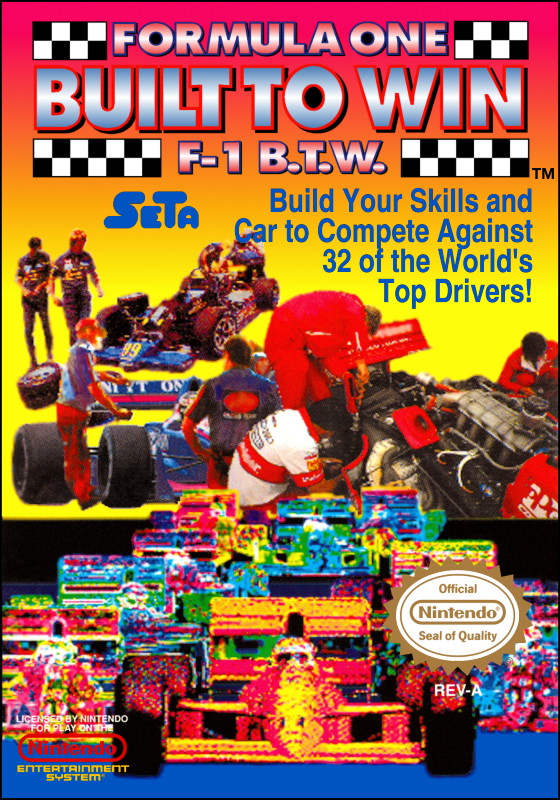 FORMULA ONE
BUILT TO WIN
F-1 B.T.W.
TM
SETA
Build Your Skills and
Car to Compete Against
32 of the World's
Top Drivers!
99
Official
Nintendo®
Seal of Quality
REV-A
LICENSED BY NINTENDO
FOR PLAY ON THE
Nintendo
ENTERTAINMENT
SYSTEM®